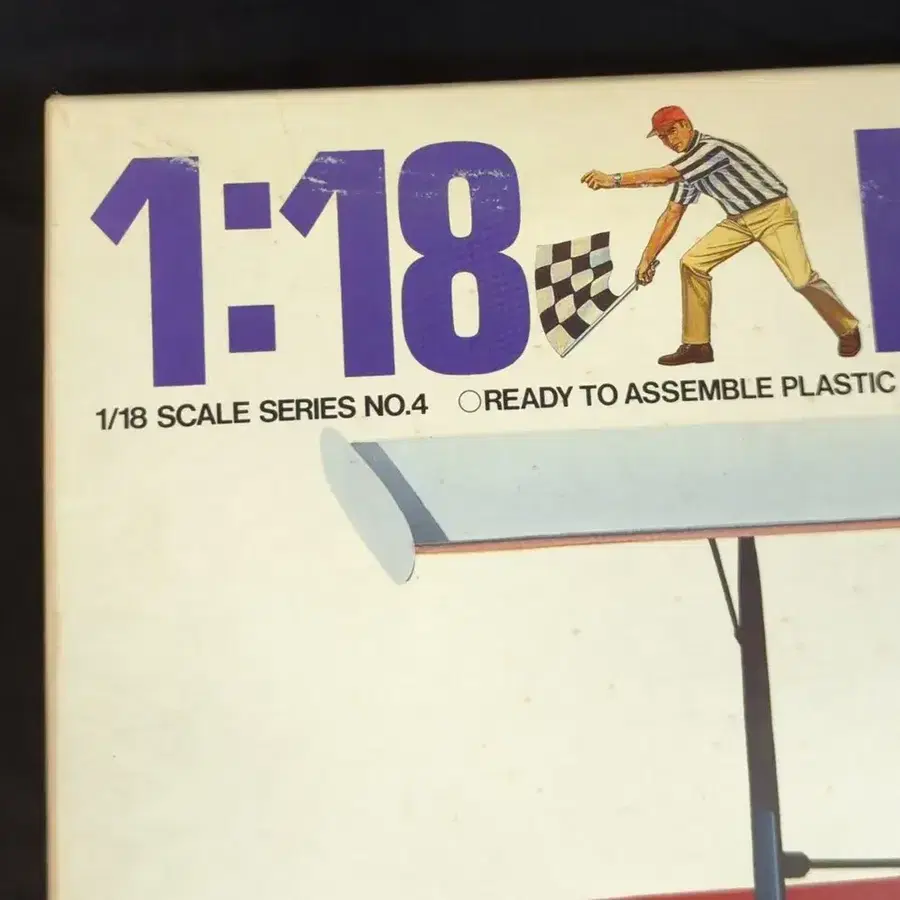 1:18
1/18 SCALE SERIES NO.4 ○READY TO ASSEMBLE PLASTIC